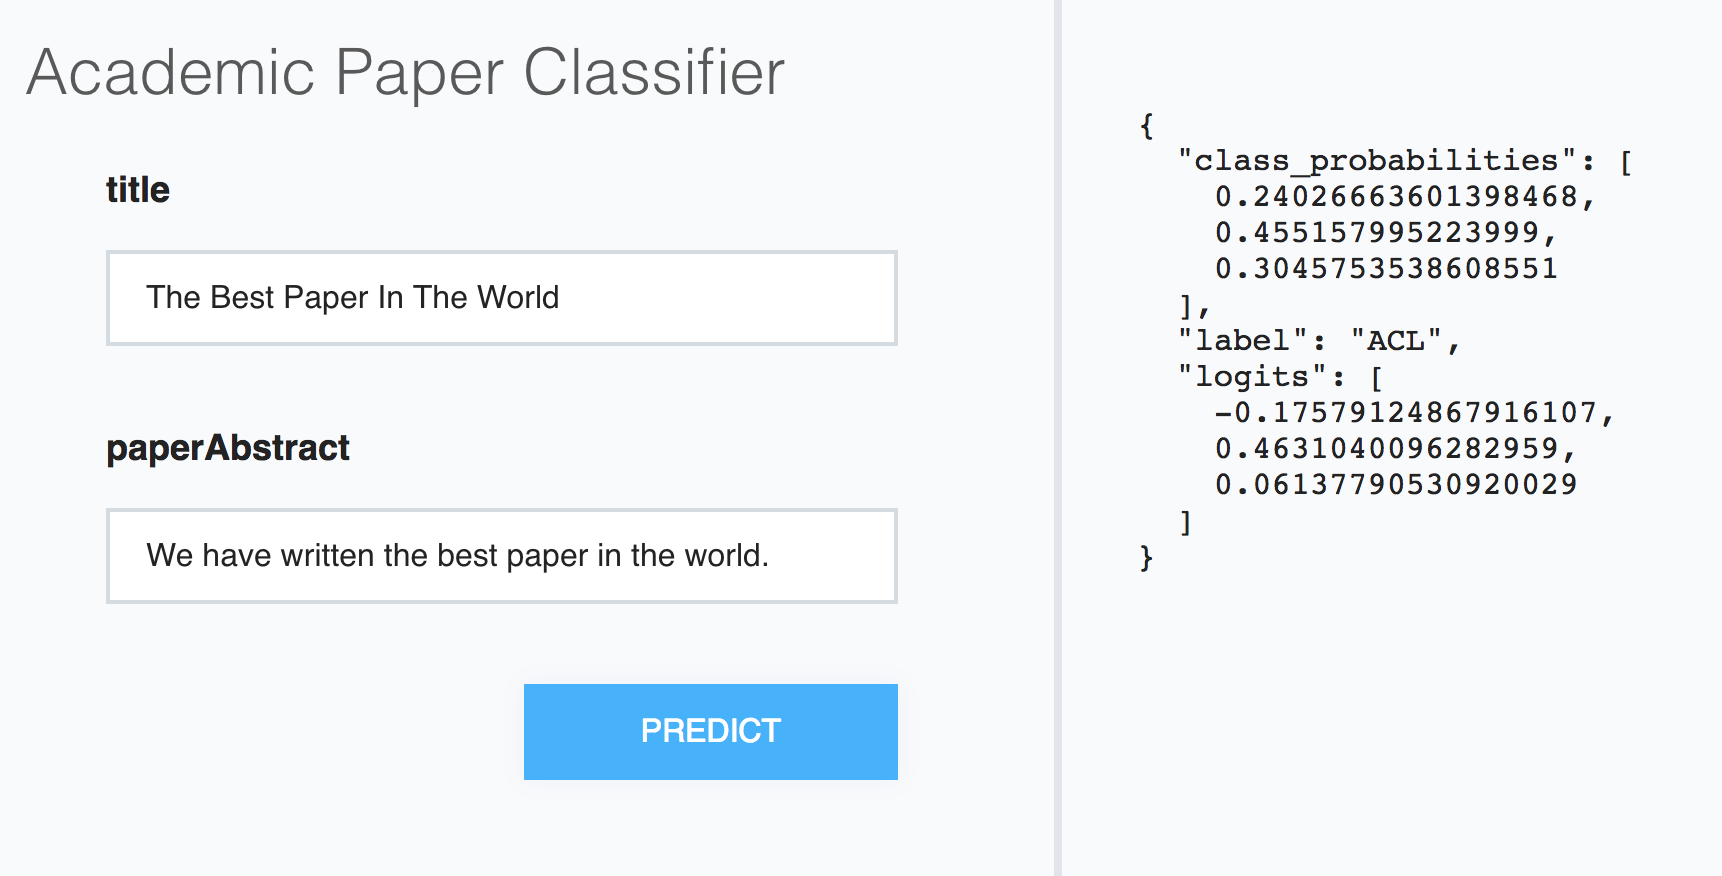 Academic Paper Classifier
title
The Best Paper In The World
paperAbstract
We have written the best paper in the world.
PREDICT
{
"class_probabilities": [
0.24026663601398468,
0.455157995223999,
0.3045753538608551
],
"label": "ACL",
"logits": [
-0.17579124867916107,
0.4631040096282959,
0.06137790530920029
]
}